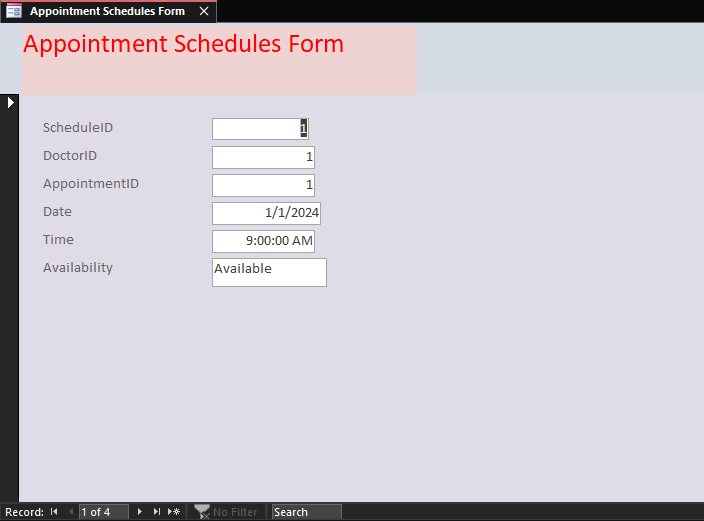 Appointment Schedules Form
Appointment Schedules Form
ScheduleID 1
DoctorID 1
AppointmentID 1
Date 1/1/2024
Time 9:00:00 AM
Availability Available
Record: 1 of 4 No Filter Search